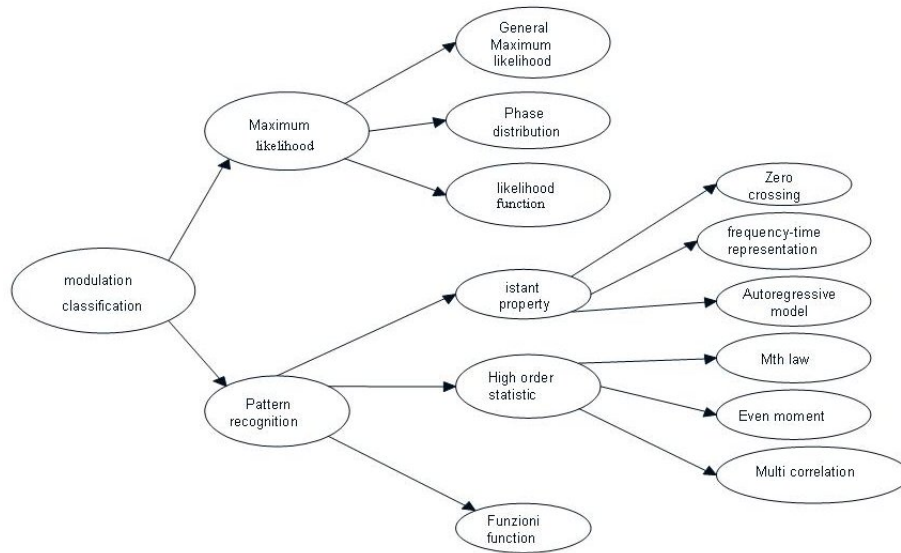 General
Maximum
likelihood
Maximum
likelihood
Phase
distribution
likelihood
function
Zero
crossing
frequency-time
representation
modulation
classification
istant
property
Autoregressive
model
Mth law
High order
statistic
Pattern
recognition
Even moment
Multi correlation
Funzioni
function